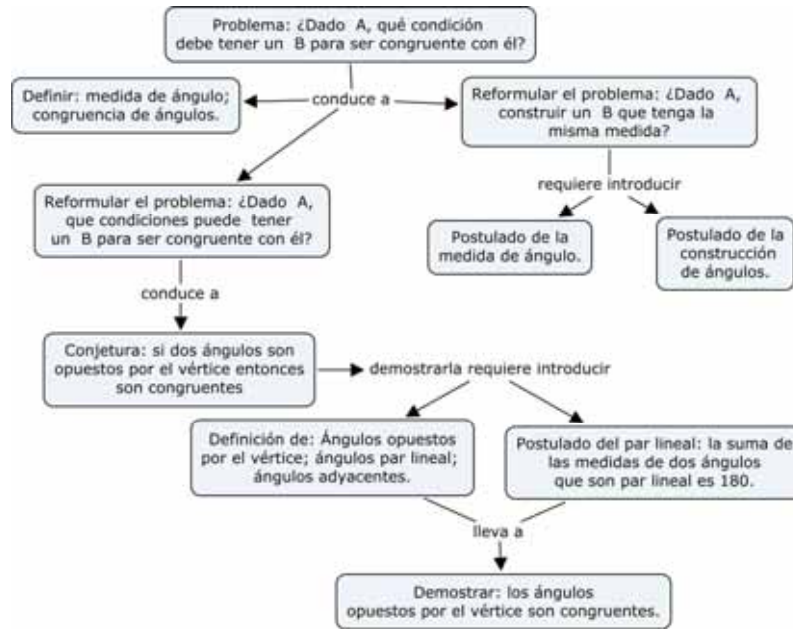 Problema: ¿Dado  A, qué condición
debe tener un  B para ser congruente con él?
Definir: medida de ángulo;
congruencia de ángulos.
conduce a
Reformular el problema: ¿Dado  A,
construir un  B que tenga la
misma medida?
requiere introducir
Reformular el problema: ¿Dado  A,
que condiciones puede  tener
un  B para ser congruente con él?
Postulado de la
medida de ángulo.
Postulado de la
construcción
de ángulos.
conduce a
Conjetura: si dos ángulos son
opuestos por el vértice entonces
son congruentes
demostrarla requiere introducir
Definición de: Ángulos opuestos
por el vértice; ángulos par lineal;
ángulos adyacentes.
Postulado del par lineal: la suma de
las medidas de dos ángulos
que son par lineal es 180.
lleva a
Demostrar: los ángulos
opuestos por el vértice son congruentes.